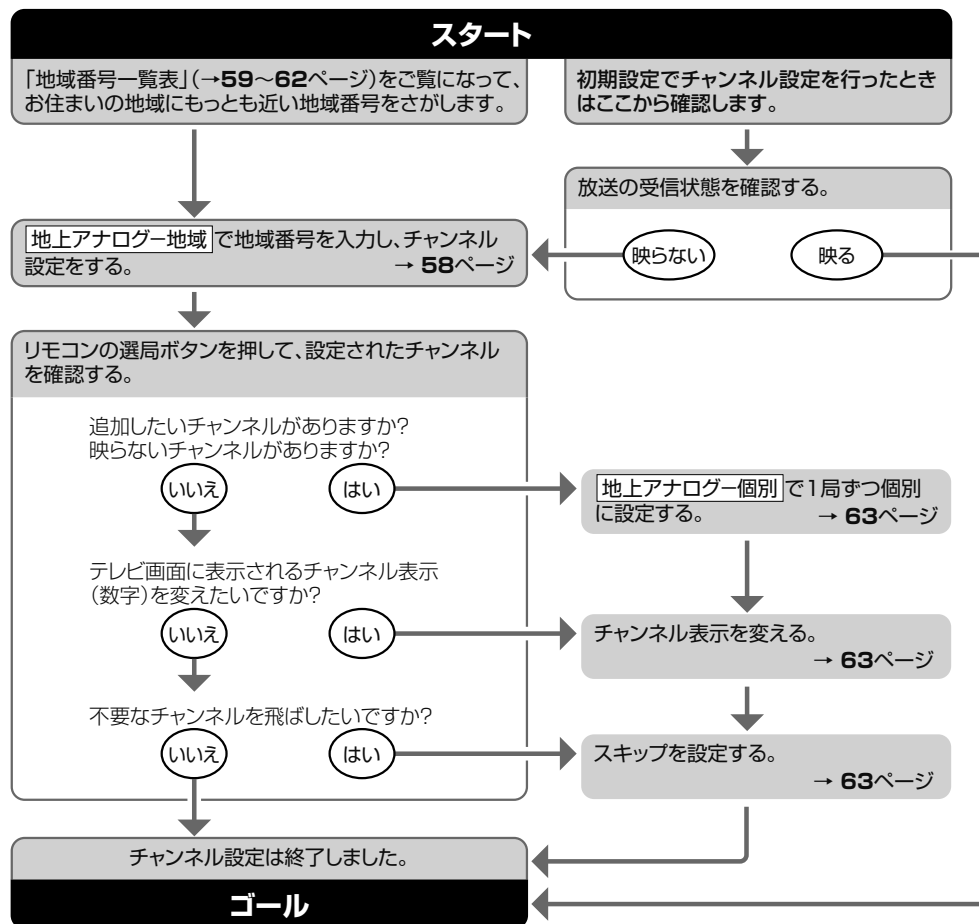 スタート
「地域番号一覧表」(→59～62ページ)をご覧になって、
お住まいの地域にもっとも近い地域番号をさがします。
初期設定でチャンネル設定を行ったとき
はここから確認します。
放送の受信状態を確認する。
映らない
映る
地上アナログー地域 で地域番号を入力し、チャンネル
設定をする。 → 58ページ
リモコンの選局ボタンを押して、設定されたチャンネル
を確認する。
追加したいチャンネルがありますか?
映らないチャンネルがありますか?
いいえ
はい
地上アナログー個別 で1局ずつ個別
に設定する。 → 63ページ
テレビ画面に表示されるチャンネル表示
(数字)を変えたいですか?
いいえ
はい
チャンネル表示を変える。
→ 63ページ
不要なチャンネルを飛ばしたいですか?
いいえ
はい
スキップを設定する。
→ 63ページ
チャンネル設定は終了しました。
ゴール